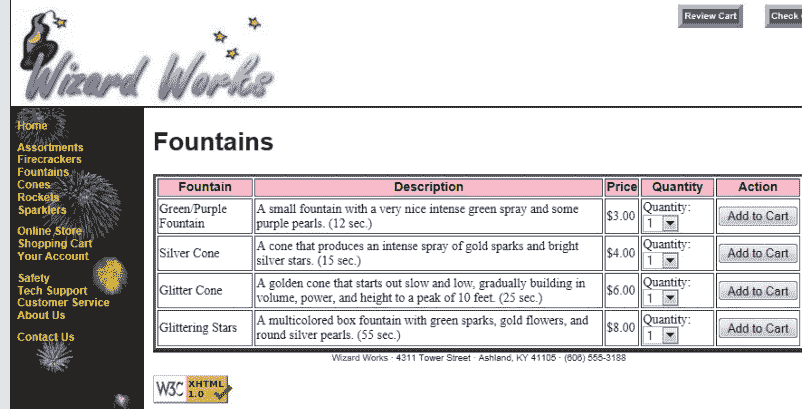 Wizard Works
Review Cart
Check
Home
Assortments
Firecrackers
Fountains
Cones
Rockets
Sparklers
Online Store
Shopping Cart
Your Account
Safety
Tech Support
Customer Service
About Us
Contact Us
Fountains
Fountain Description Price Quantity Action
Green/Purple
Fountain
A small fountain with a very nice intense green spray and some
purple pearls. (12 sec.)
$3.00
Quantity:
1
Add to Cart
Silver Cone
A cone that produces an intense spray of gold sparks and bright
silver stars. (15 sec.)
$4.00
Quantity:
1
Add to Cart
Glitter Cone
A golden cone that starts out slow and low, gradually building in
volume, power, and height to a peak of 10 feet. (25 sec.)
$6.00
Quantity:
1
Add to Cart
Glittering Stars
A multicolored box fountain with green sparks, gold flowers, and
round silver pearls. (55 sec.)
$8.00
Quantity:
1
Add to Cart
Wizard Works · 4311 Tower Street · Ashland, KY 41105 · (606) 555-3188
W3C XHTML
1.0